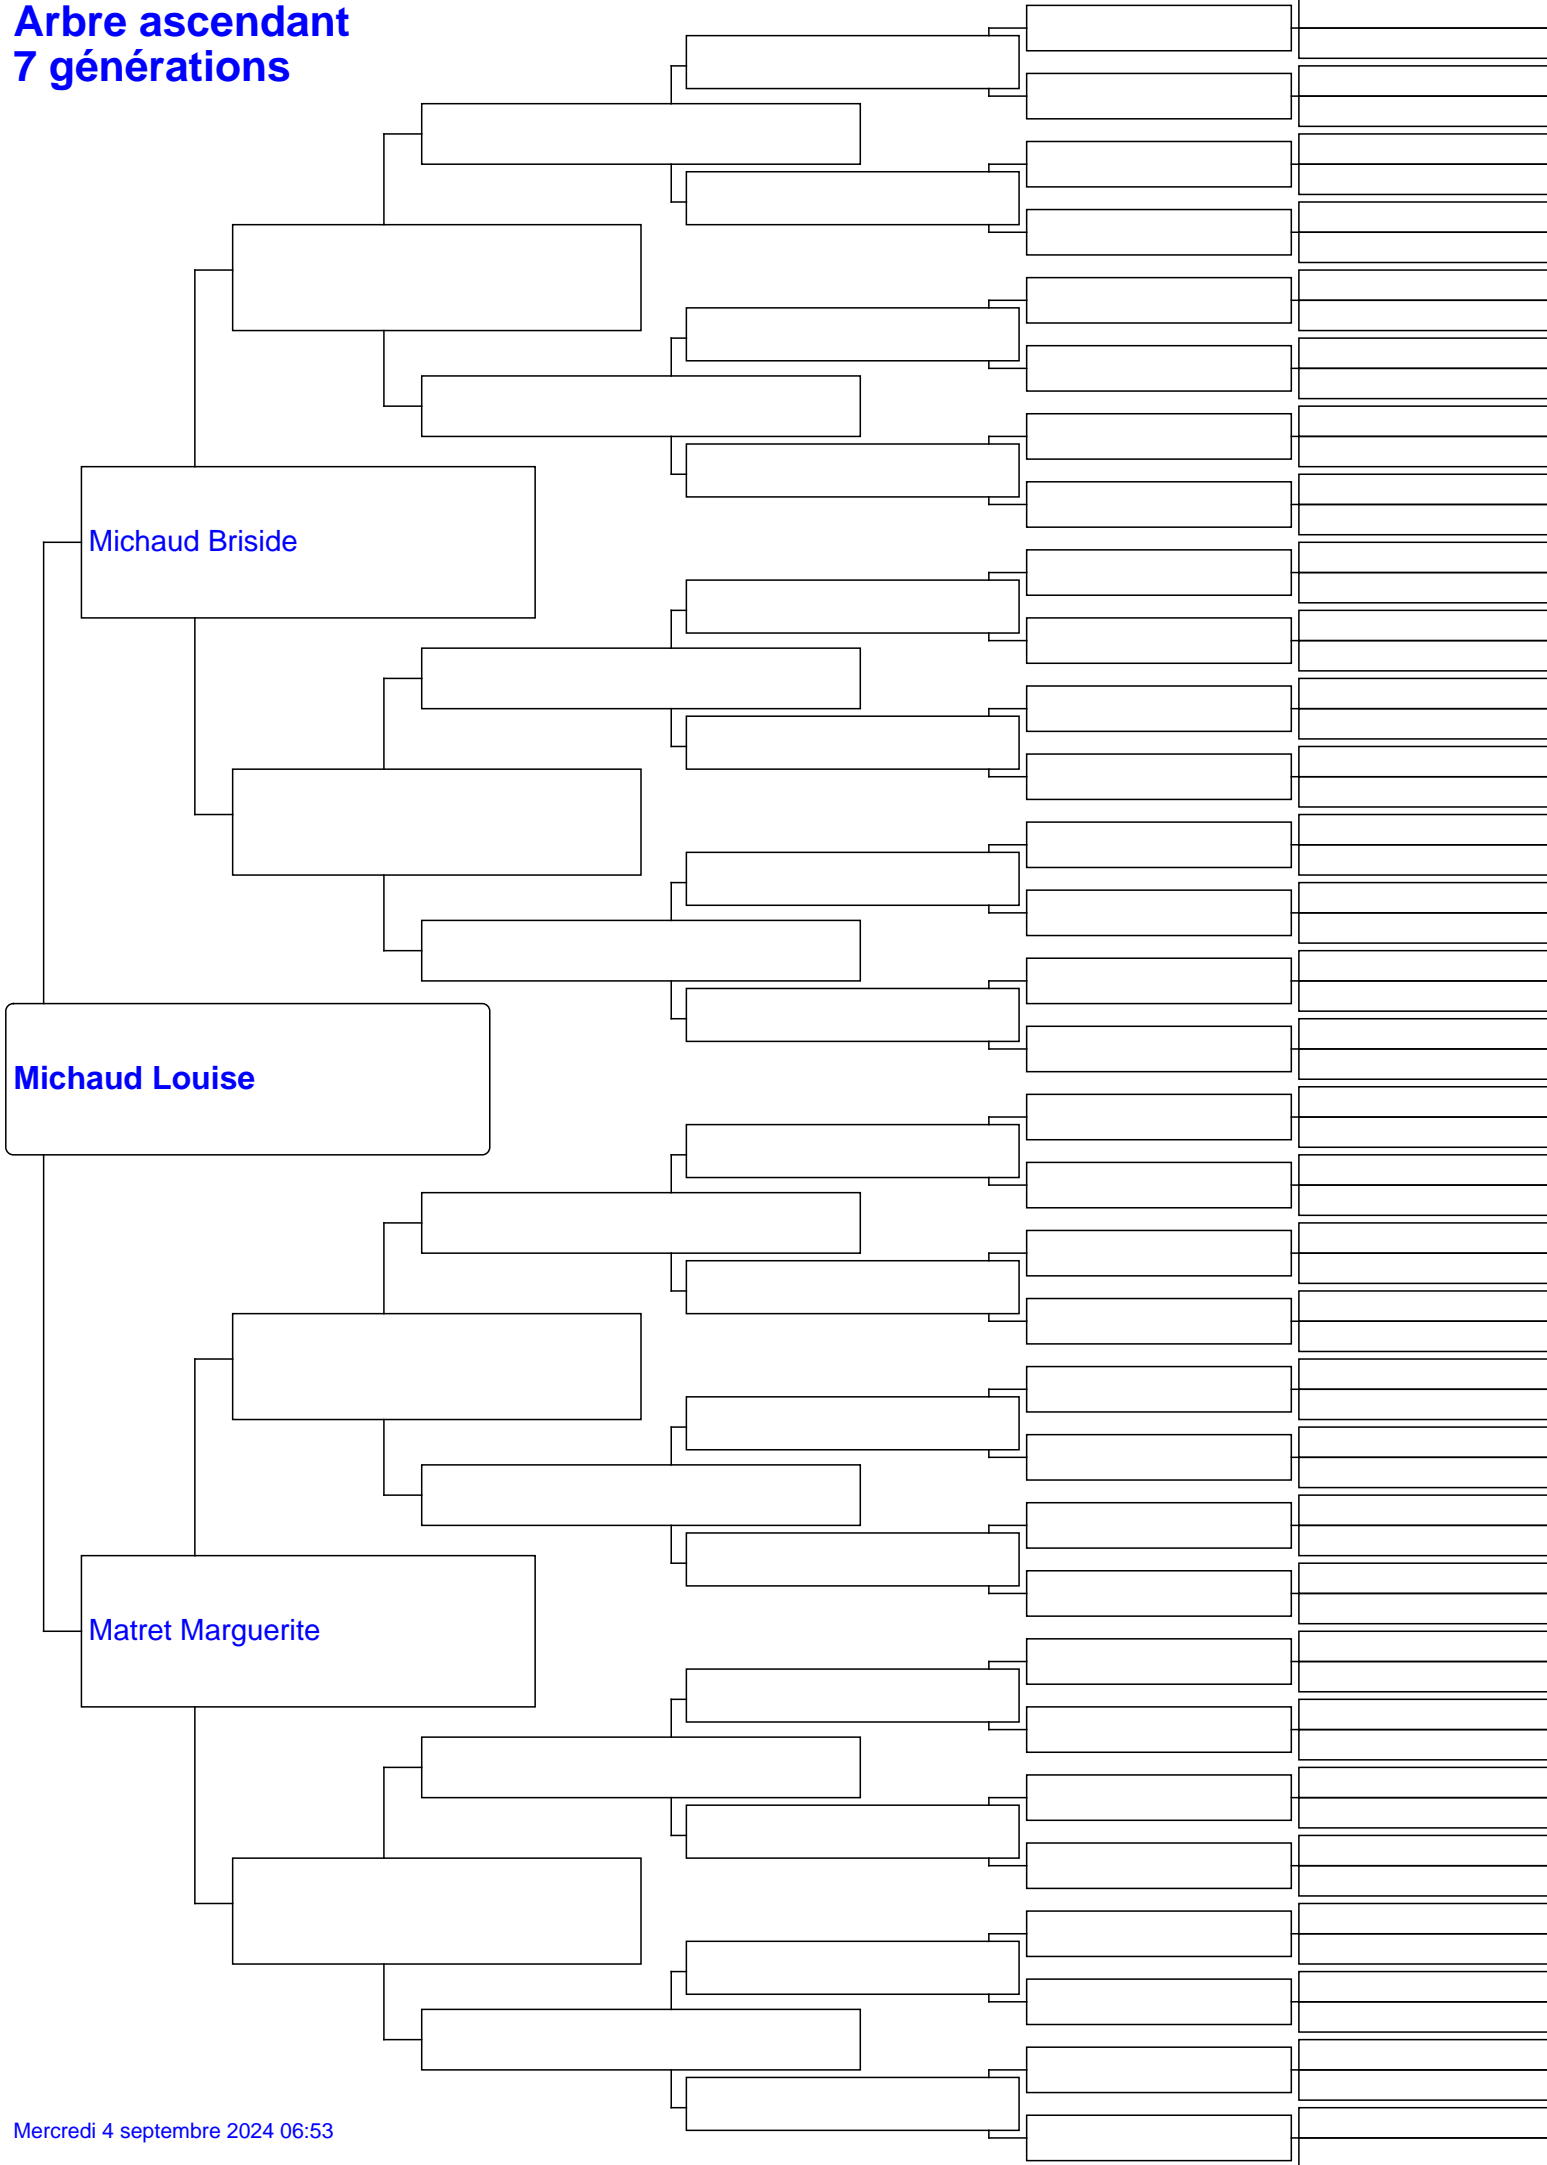 Arbre ascendant
7 générations
Michaud Briside
Michaud Louise
Matret Marguerite
Mercredi 4 septembre 2024 06:53